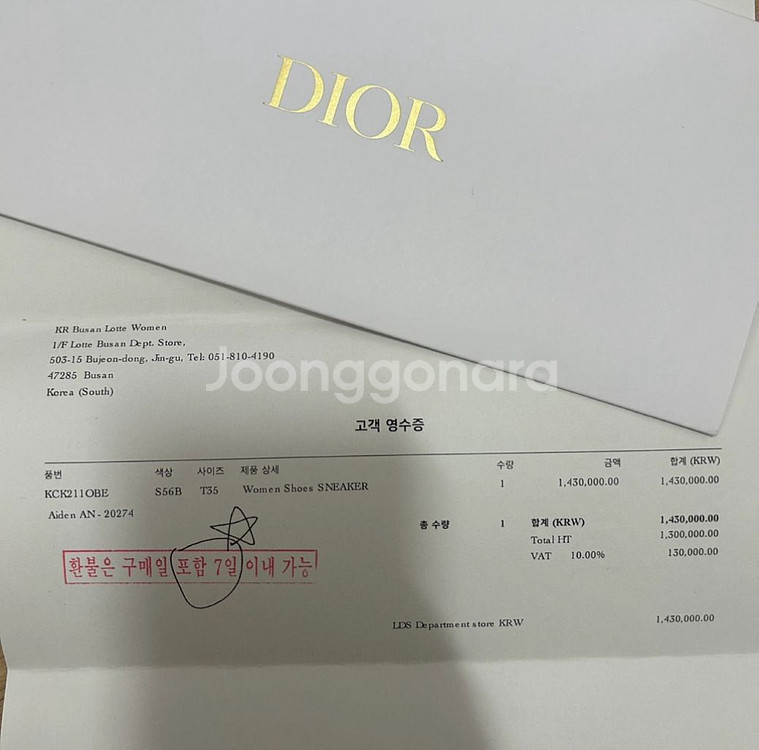 DIOR
KR Busan Lotte Women
1/F Lotte Busan Dept. Store,
503-15 Bujeon-dong, Jin-gu, Tel: 051-810-4190
47285 Busan
Korea (South)
Joonggonara
고객 영수증
품번 색상 사이즈 제품 상세 수량 금액 합계 (KRW)
KCK211OBE S56B T35 Women Shoes SNEAKER 1 1,430,000.00 1,430,000.00
Aiden AN - 20274
총 수량 1 합계 (KRW) 1,430,000.00
Total HT 1,300,000.00
VAT 10.00% 130,000.00
환불은 구매일 포함 7일 이내 가능
LDS Department store KRW 1,430,000.00